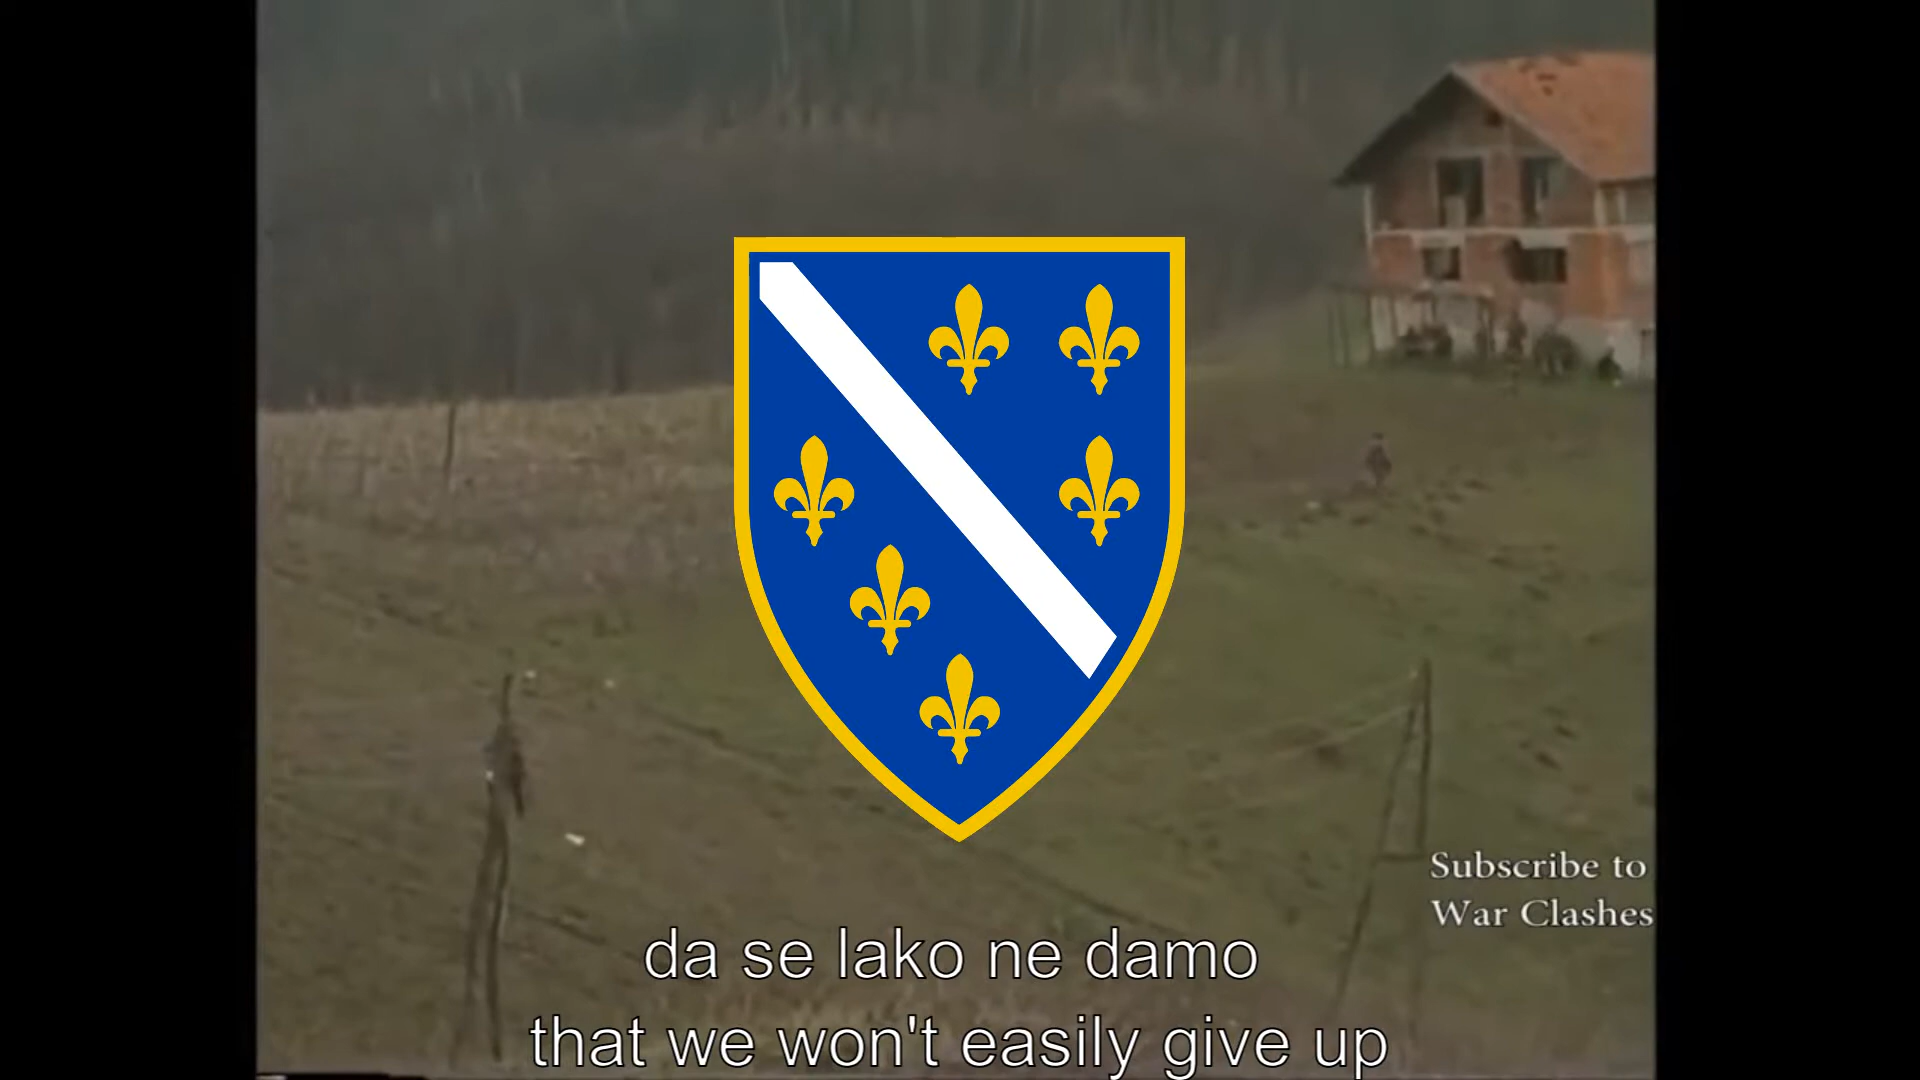 Subscribe to
War Clashes
da se lako ne damo
that we won't easily give up